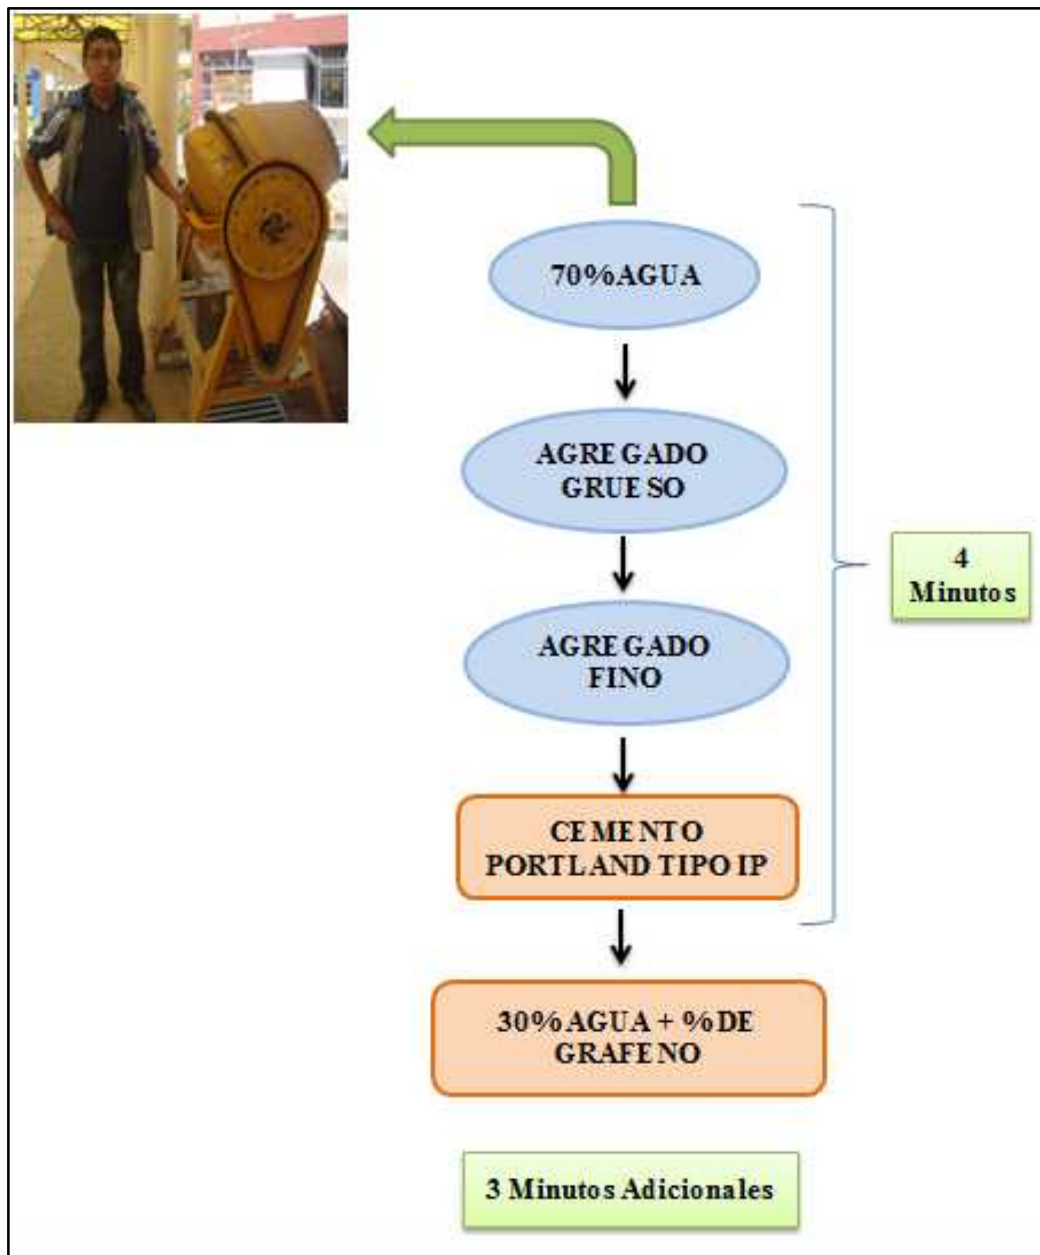 70% AGUA
AGREGADO
GRUESO
AGREGADO
FINO
CEMENTO
PORTLAND TIPO IP
4
Minutos
30% AGUA + % DE
GRAFENO
3 Minutos Adicionales